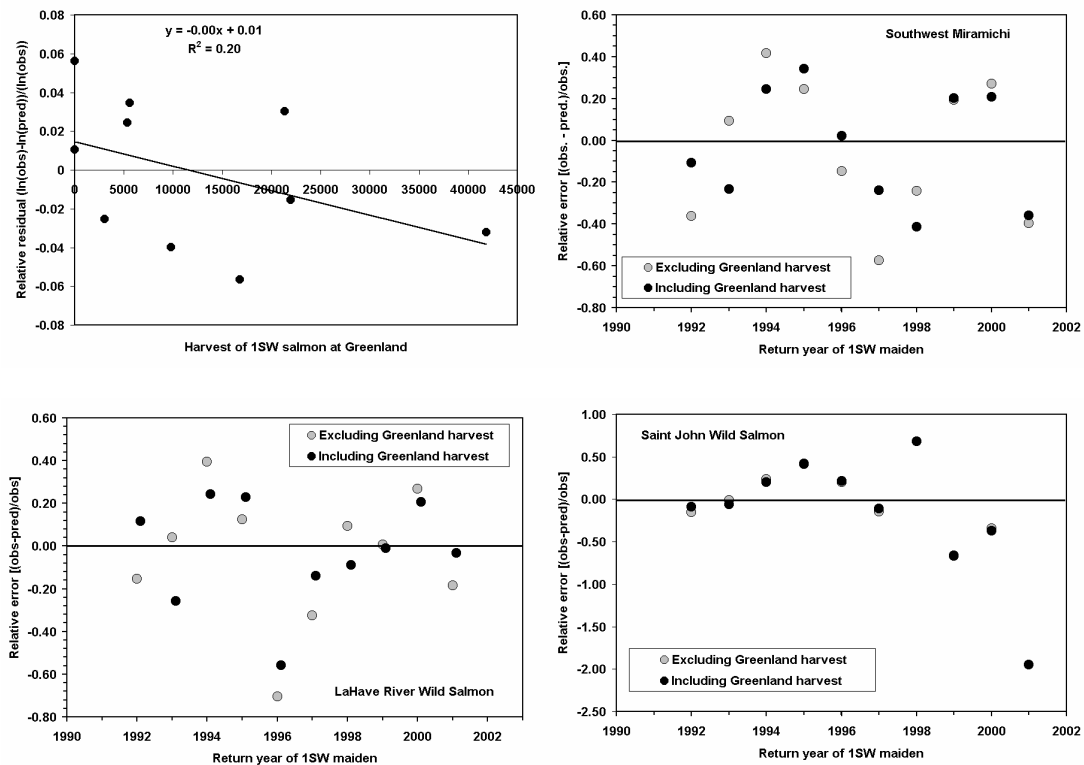 0.08
0.06
0.04
0.02
0
-0.02
-0.04
-0.06
-0.08
0 5000 10000 15000 20000 25000 30000 35000 40000 45000
y = -0.00x + 0.01
R² = 0.20
Relative residual (ln(obs)-ln(pred))/(ln(obs))
Harvest of 1SW salmon at Greenland
0.60
0.40
0.20
0.00
-0.20
-0.40
-0.60
-0.80
1990 1992 1994 1996 1998 2000 2002
Southwest Miramichi
Excluding Greenland harvest
Including Greenland harvest
Relative error [(obs. - pred.)/obs.]
Return year of 1SW maiden
0.60
0.40
0.20
0.00
-0.20
-0.40
-0.60
-0.80
1990 1992 1994 1996 1998 2000 2002
Excluding Greenland harvest
Including Greenland harvest
LaHave River Wild Salmon
Relative error [(obs-pred)/obs]
Return year of 1SW maiden
1.00
0.50
0.00
-0.50
-1.00
-1.50
-2.00
-2.50
1990 1992 1994 1996 1998 2000 2002
Saint John Wild Salmon
Excluding Greenland harvest
Including Greenland harvest
Relative error [(obs-pred)/obs]
Return year of 1SW maiden